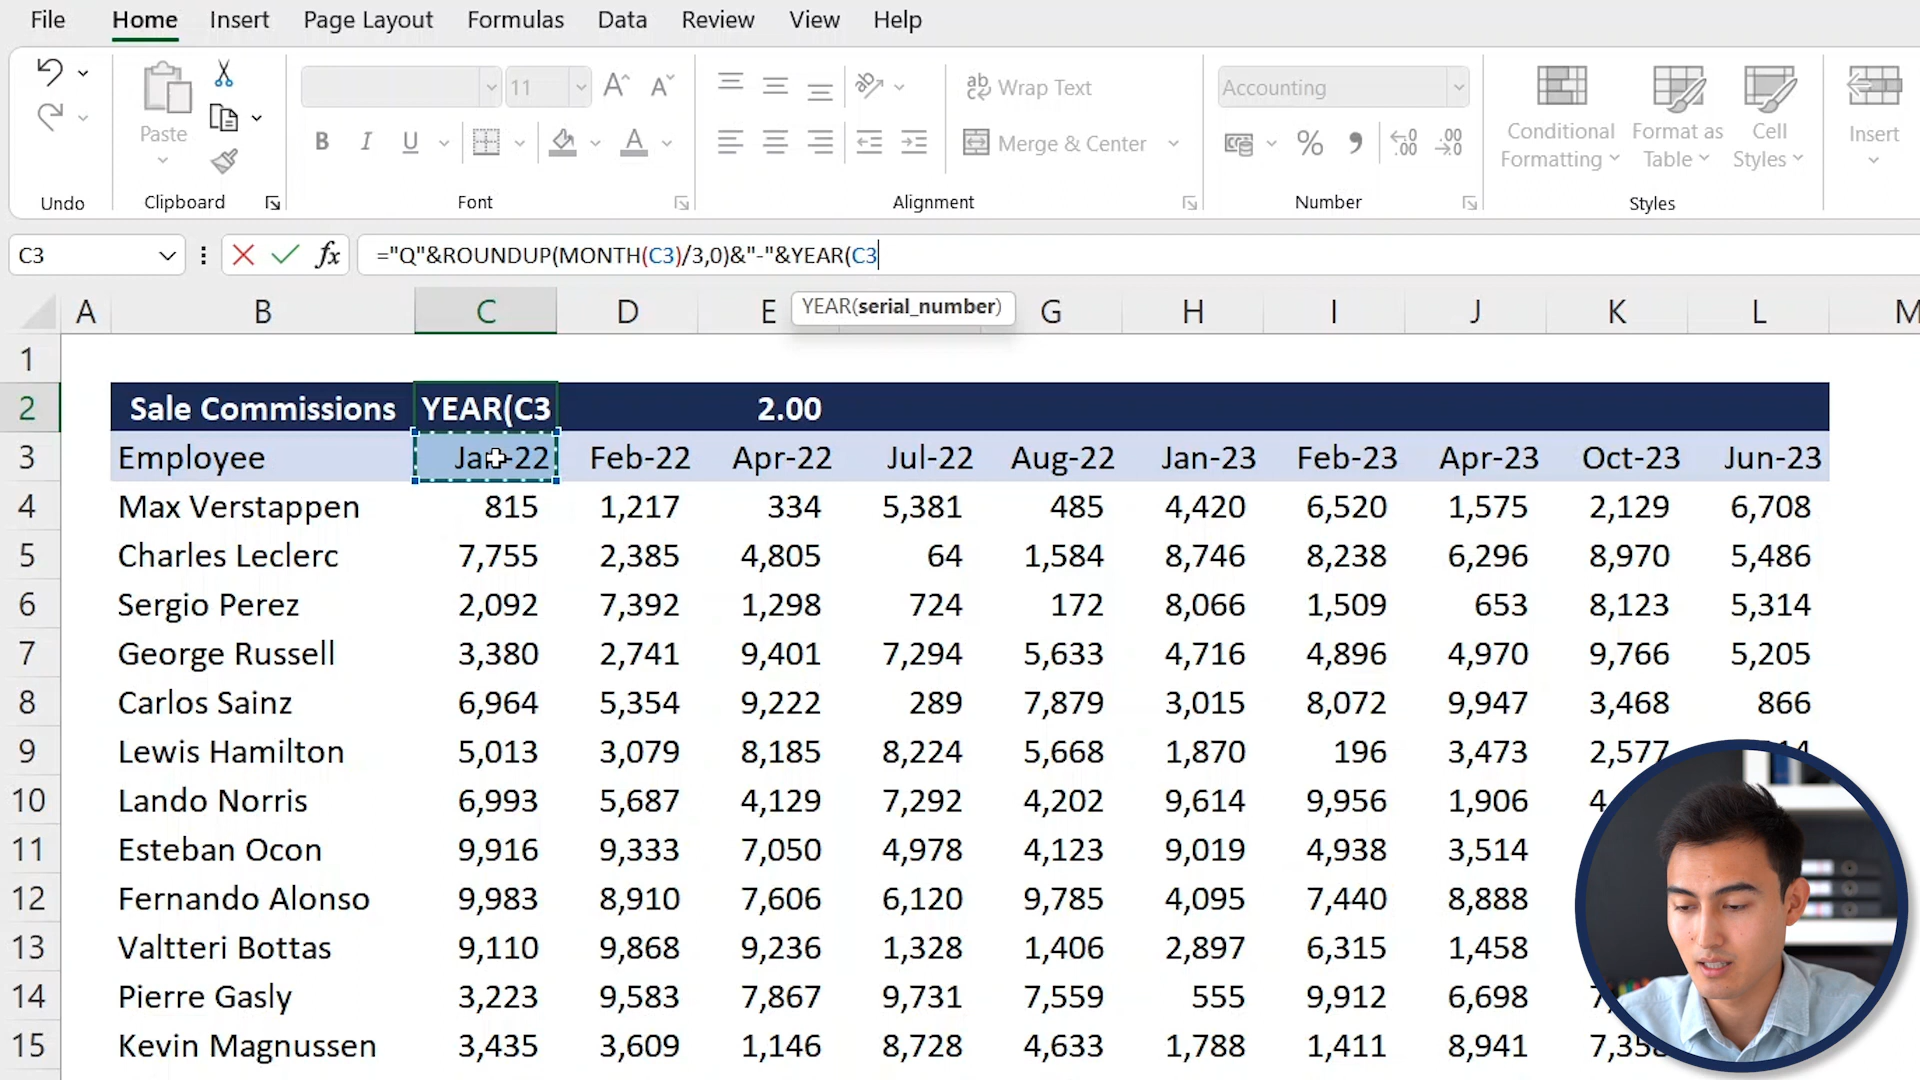 File Home Insert Page Layout Formulas Data Review View Help
11 ab Wrap Text Accounting
Paste B I U A Merge & Center % Conditional Formatting Format as Table Cell Styles Insert
Undo Clipboard Font Alignment Number Styles
C3 fx ="Q"&ROUNDUP(MONTH(C3)/3,0)&"-"&YEAR(C3
YEAR(serial_number)
A B C D E G H I J K L M
1
2 Sale Commissions YEAR(C3 2.00
3 Employee Jan-22 Feb-22 Apr-22 Jul-22 Aug-22 Jan-23 Feb-23 Apr-23 Oct-23 Jun-23
4 Max Verstappen 815 1,217 334 5,381 485 4,420 6,520 1,575 2,129 6,708
5 Charles Leclerc 7,755 2,385 4,805 64 1,584 8,746 8,238 6,296 8,970 5,486
6 Sergio Perez 2,092 7,392 1,298 724 172 8,066 1,509 653 8,123 5,314
7 George Russell 3,380 2,741 9,401 7,294 5,633 4,716 4,896 4,970 9,766 5,205
8 Carlos Sainz 6,964 5,354 9,222 289 7,879 3,015 8,072 9,947 3,468 866
9 Lewis Hamilton 5,013 3,079 8,185 8,224 5,668 1,870 196 3,473 2,577
10 Lando Norris 6,993 5,687 4,129 7,292 4,202 9,614 9,956 1,906
11 Esteban Ocon 9,916 9,333 7,050 4,978 4,123 9,019 4,938 3,514
12 Fernando Alonso 9,983 8,910 7,606 6,120 9,785 4,095 7,440 8,888
13 Valtteri Bottas 9,110 9,868 9,236 1,328 1,406 2,897 6,315 1,458
14 Pierre Gasly 3,223 9,583 7,867 9,731 7,559 555 9,912 6,698
15 Kevin Magnussen 3,435 3,609 1,146 8,728 4,633 1,788 1,411 8,941